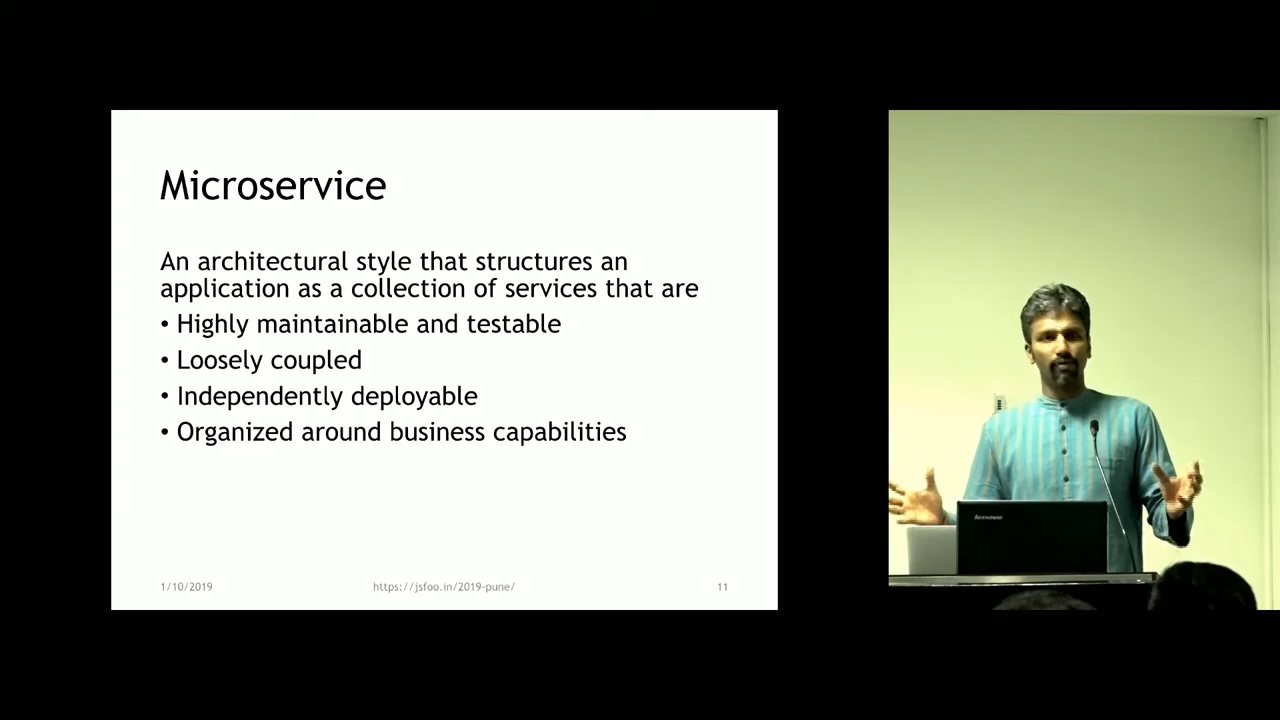 Microservice
An architectural style that structures an
application as a collection of services that are
• Highly maintainable and testable
• Loosely coupled
• Independently deployable
• Organized around business capabilities
1/10/2019 https://jsfoo.in/2019-pune/ 11
lenovo